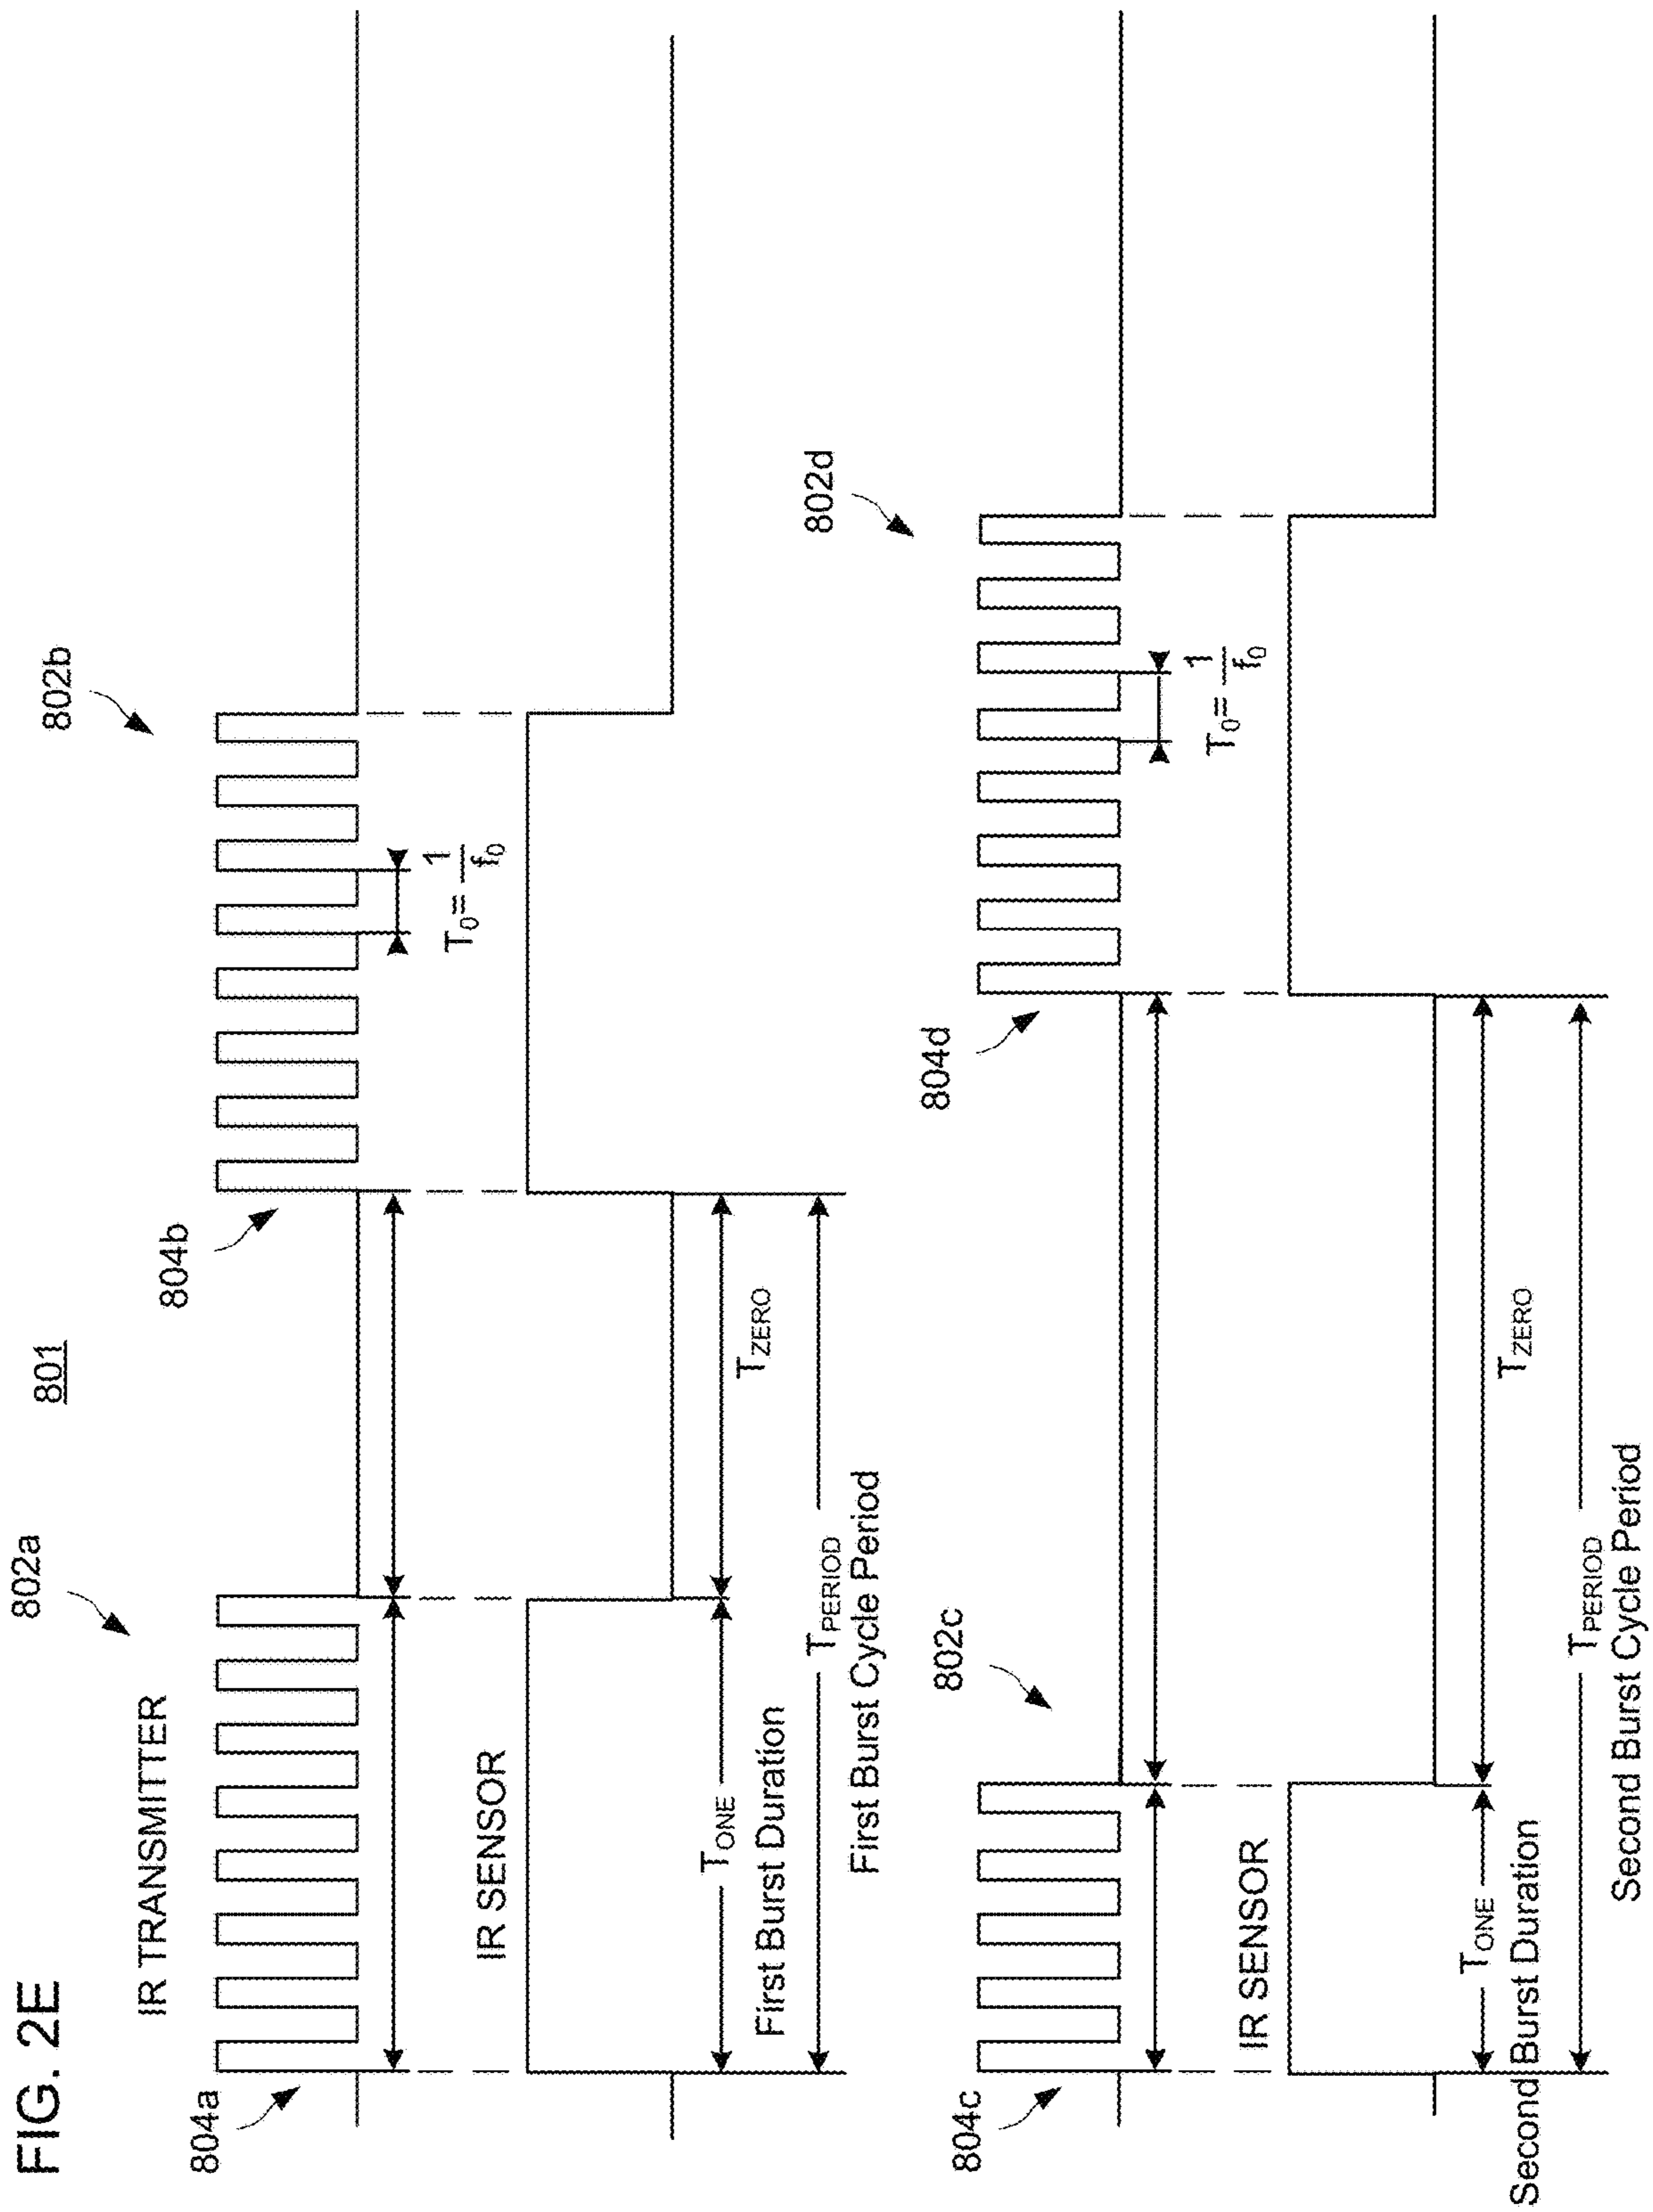 FIG. 2E
801
802a
802b
IR TRANSMITTER
804a
804b
T₀= 1/f₀
IR SENSOR
T_ONE
T_ZERO
First Burst Duration
T_PERIOD
First Burst Cycle Period
802c
802d
804c
804d
T₀= 1/f₀
IR SENSOR
T_ONE
T_ZERO
Second Burst Duration
T_PERIOD
Second Burst Cycle Period